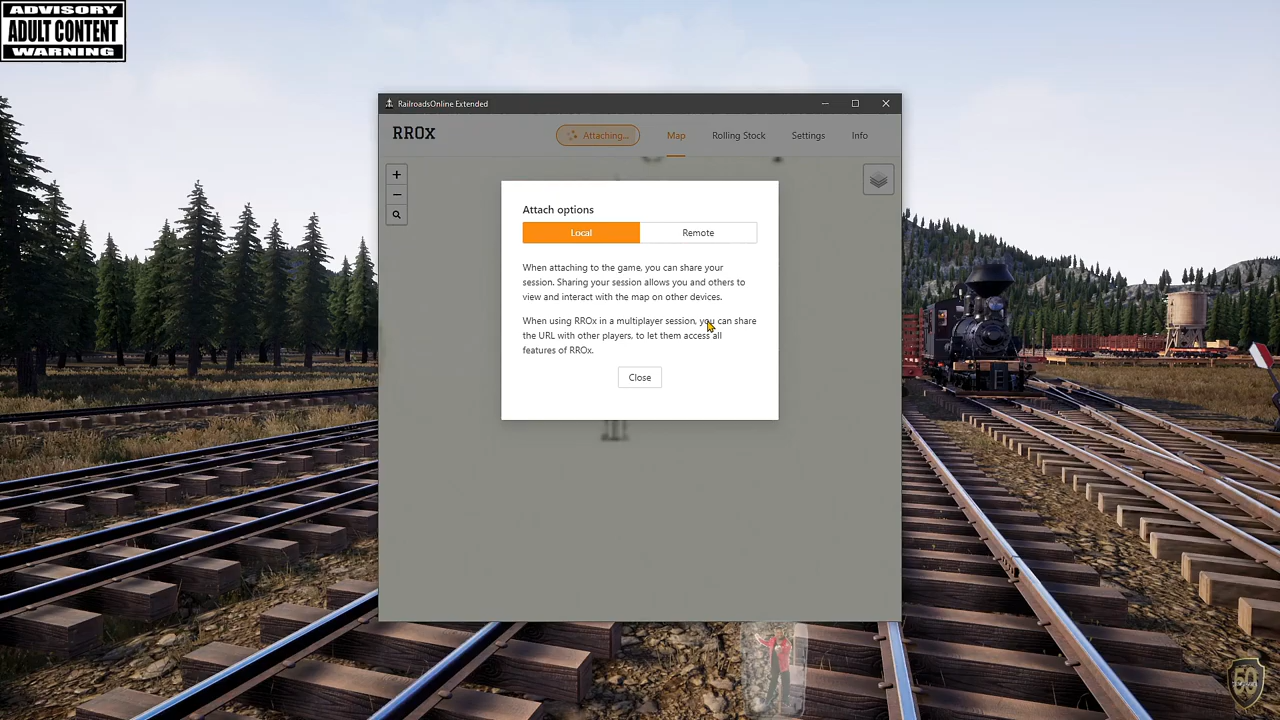 ADVISORY
ADULT CONTENT
WARNING
RailroadsOnline Extended
RROx
Attaching...
Map
Rolling Stock
Settings
Info
+
−
Attach options
Local
Remote
When attaching to the game, you can share your
session. Sharing your session allows you and others to
view and interact with the map on other devices.
When using RROx in a multiplayer session, you can share
the URL with other players, to let them access all
features of RROx.
Close